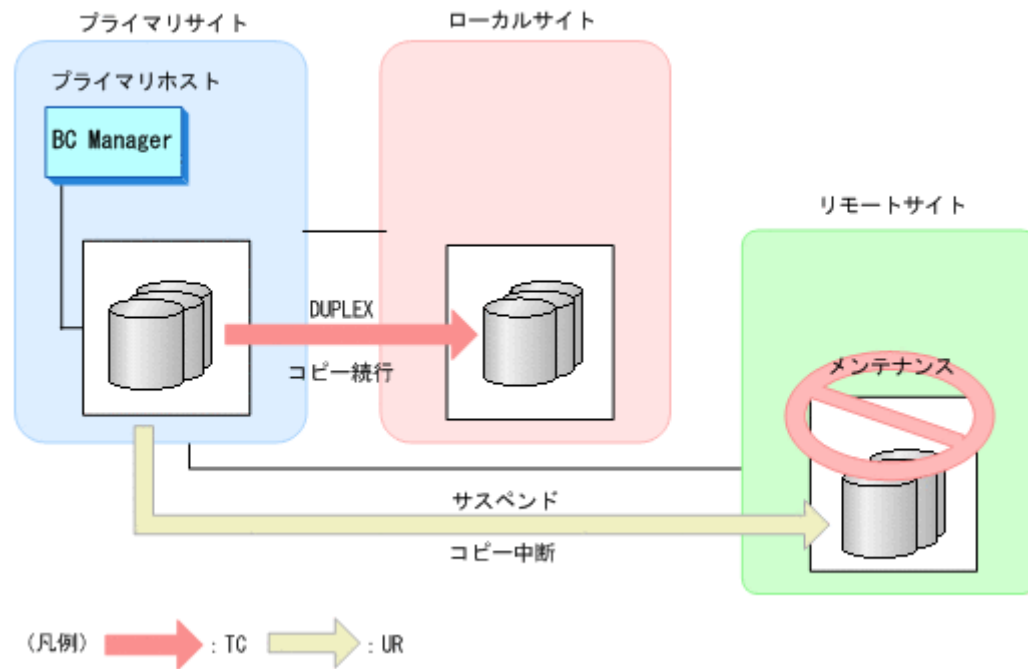 プライマリサイト
ローカルサイト
プライマリホスト
BC Manager
リモートサイト
DUPLEX
コピー続行
メンテナンス
サスペンド
コピー中断
(凡例) : TC : UR